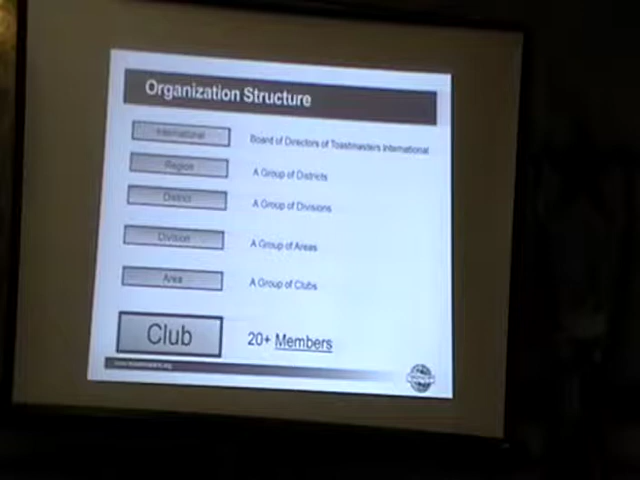 Organization Structure
International Board of Directors of Toastmasters International
Region A Group of Districts
District A Group of Divisions
Division A Group of Areas
Area A Group of Clubs
Club 20+ Members